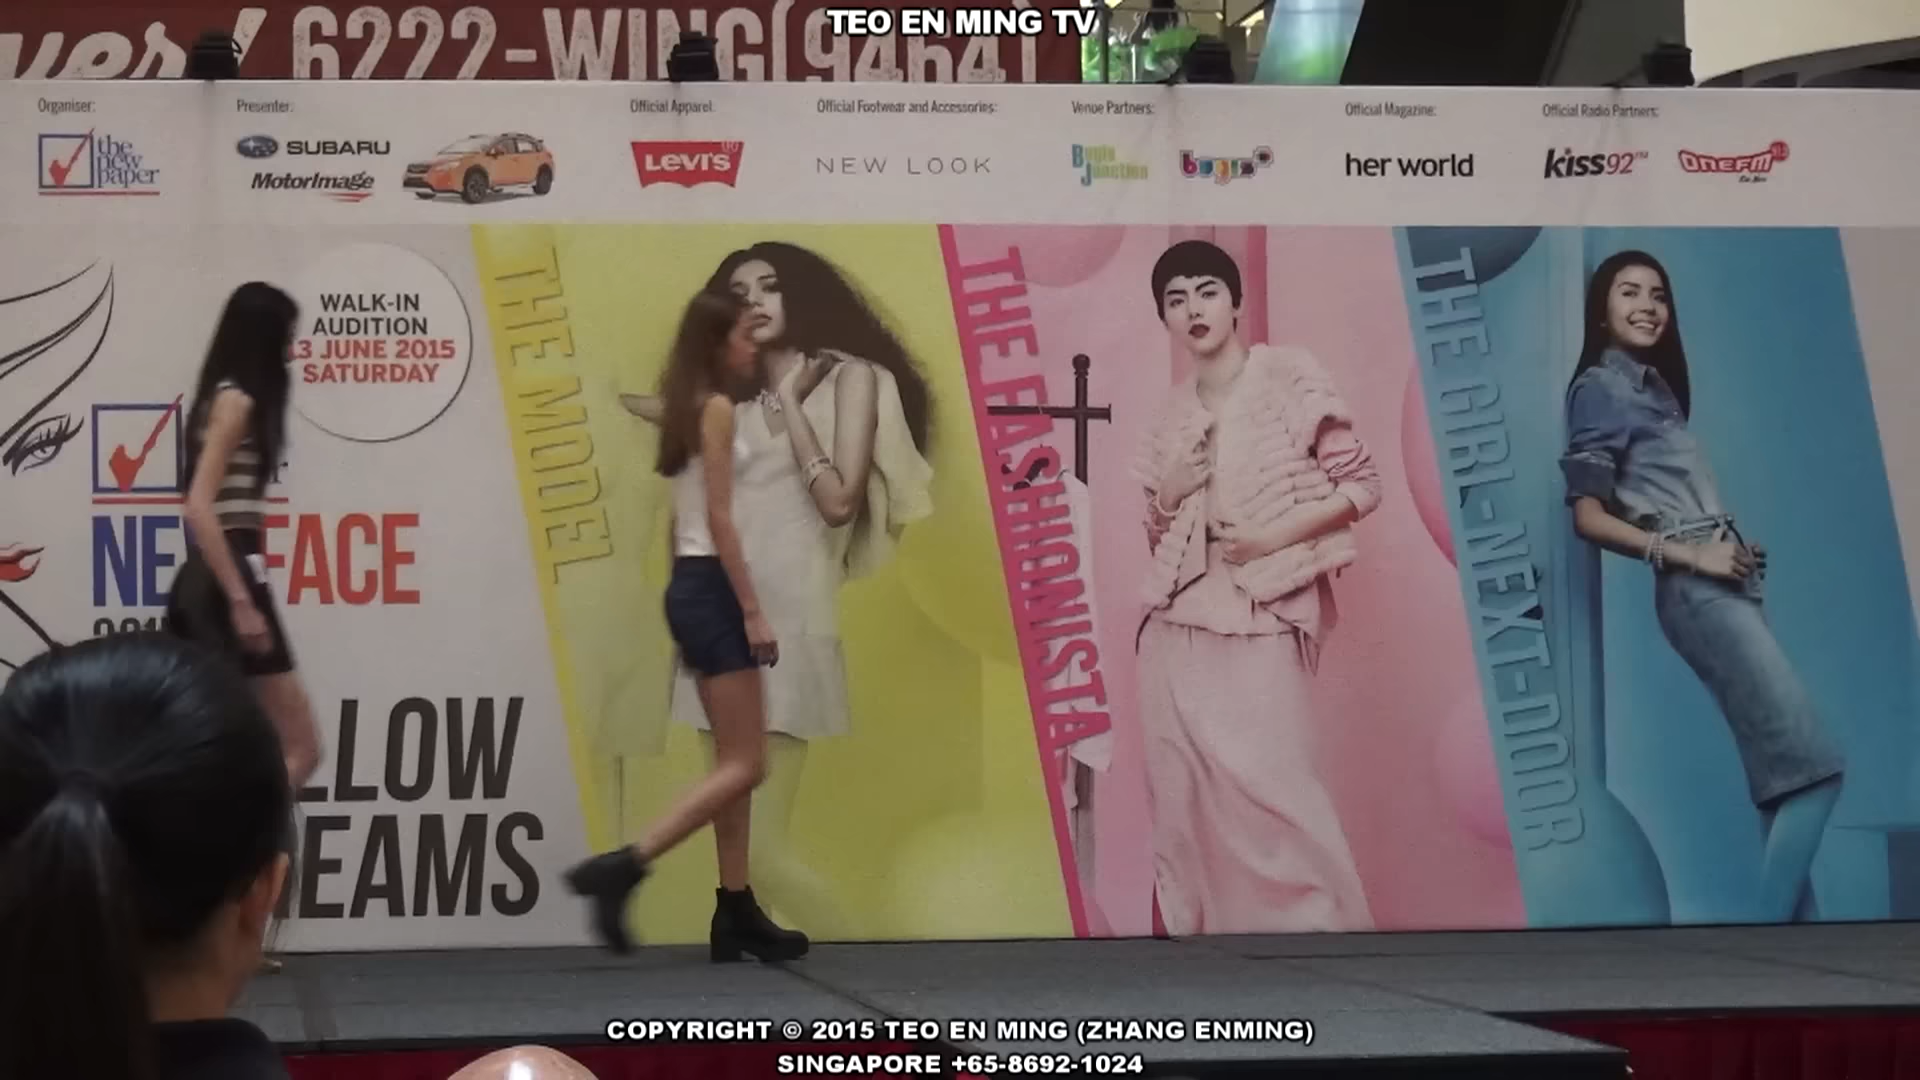 TEO EN MING TV
6222-WING(9464)
Organiser:
the new paper
Presenter:
SUBARU
MotorImage
Official Apparel:
LEVI'S®
Official Footwear and Accessories:
NEW LOOK
Venue Partners:
Bugis Junction
bugis+
Official Magazine:
her world
Official Radio Partners:
kiss92™
ONEFM
WALK-IN
AUDITION
3 JUNE 2015
SATURDAY
NE FACE
LLOW
EAMS
THE MODEL
THE FASHIONISTA
THE GIRL-NEXT-DOOR
COPYRIGHT © 2015 TEO EN MING (ZHANG ENMING)
SINGAPORE +65-8692-1024